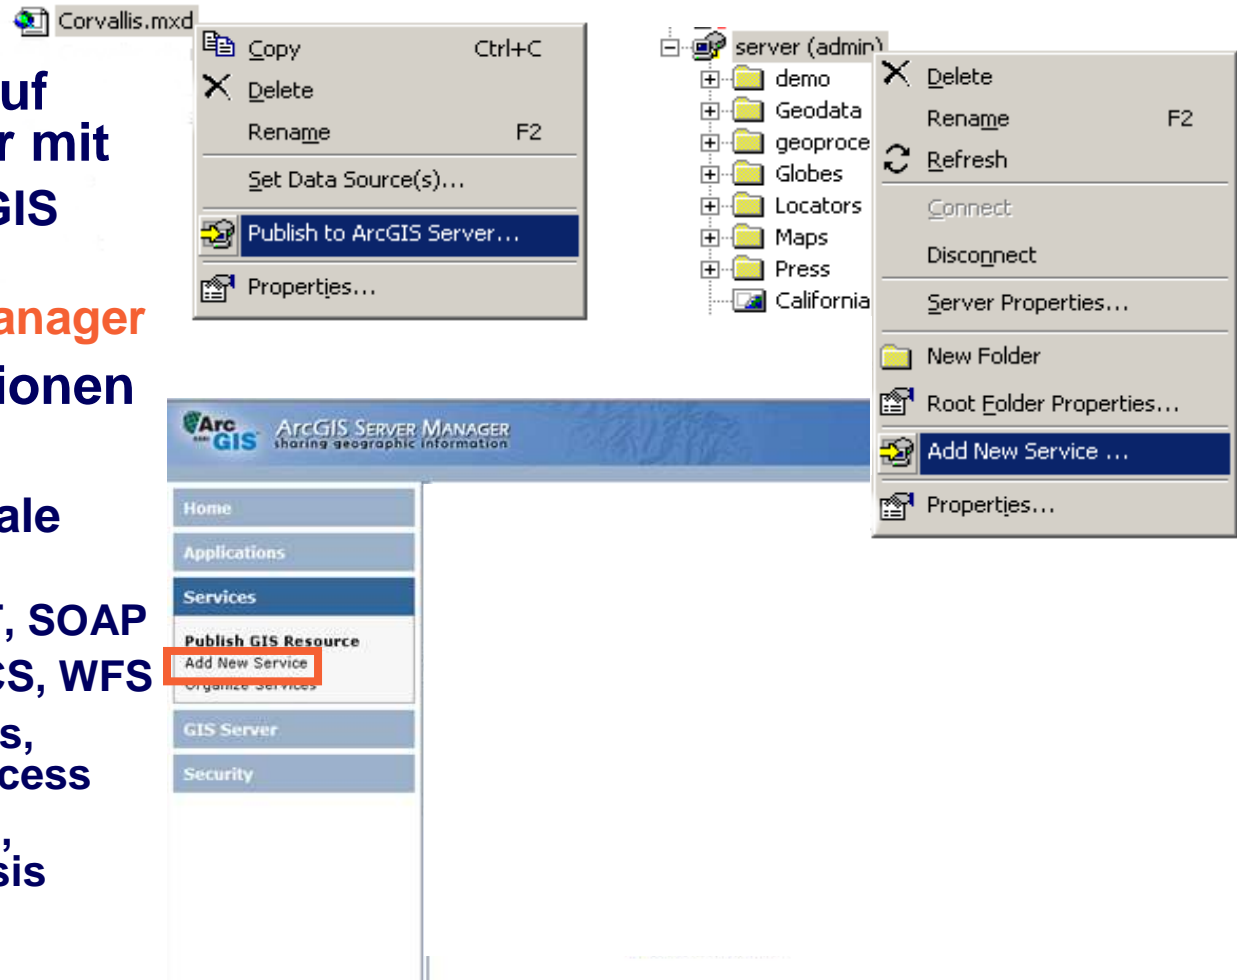 Corvallis.mxd
Copy Ctrl+C
Delete
Rename F2
Set Data Source(s)...
Publish to ArcGIS Server...
Properties...
server (admin)
demo
Geodata
geoproce
Globes
Locators
Maps
Press
California
Delete
Rename F2
Refresh
Connect
Disconnect
Server Properties...
New Folder
Root Folder Properties...
Add New Service ...
Properties...
uf
r mit
GIS
anager
ionen
ale
T, SOAP
CS, WFS
s,
cess
,
sis
Arc
GIS
ArcGIS Server Manager
sharing geographic information
Home
Applications
Services
Publish GIS Resource
Add New Service
Organize Services
GIS Server
Security